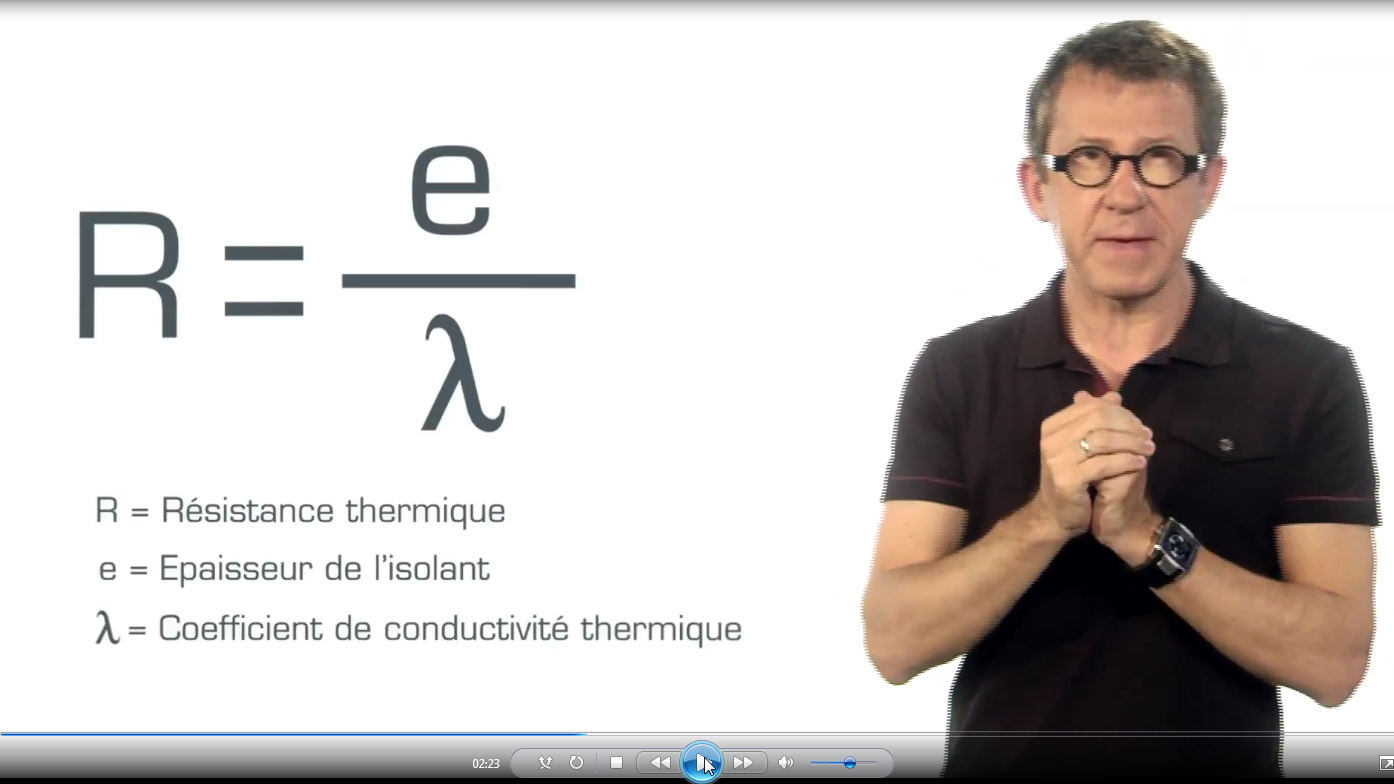 R = e
λ
R = Résistance thermique
e = Epaisseur de l'isolant
λ = Coefficient de conductivité thermique
02:23